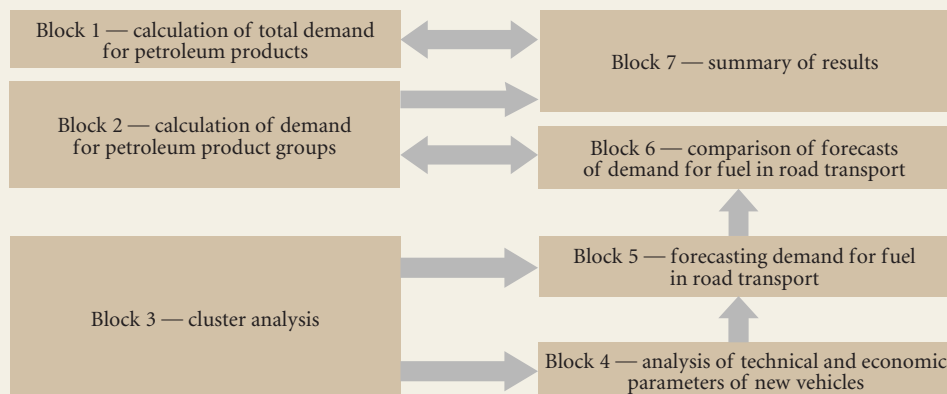 Block 1 — calculation of total demand
for petroleum products
Block 7 — summary of results
Block 2 — calculation of demand
for petroleum product groups
Block 6 — comparison of forecasts
of demand for fuel in road transport
Block 5 — forecasting demand for fuel
in road transport
Block 3 — cluster analysis
Block 4 — analysis of technical and economic
parameters of new vehicles